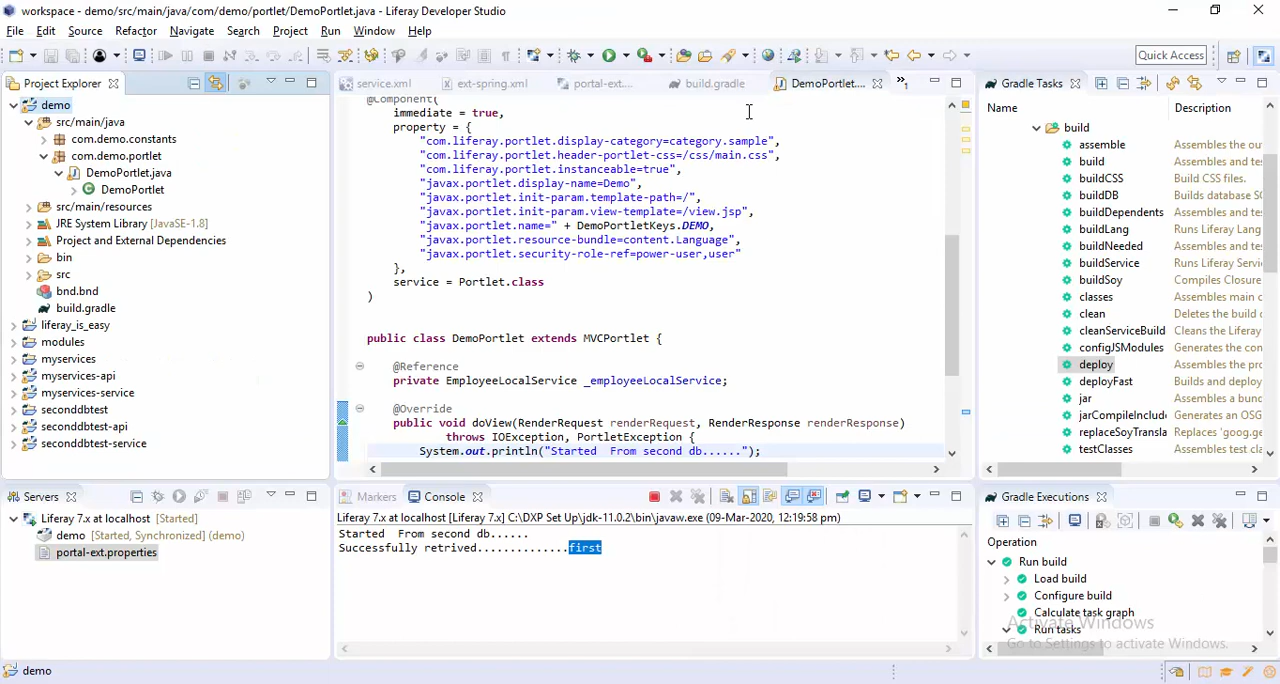 workspace - demo/src/main/java/com/demo/portlet/DemoPortlet.java - Liferay Developer Studio
File Edit Source Refactor Navigate Search Project Run Window Help
Quick Access
Project Explorer
demo
src/main/java
com.demo.constants
com.demo.portlet
DemoPortlet.java
DemoPortlet
src/main/resources
JRE System Library [JavaSE-1.8]
Project and External Dependencies
bin
src
bnd.bnd
build.gradle
liferay_is_easy
modules
myservices
myservices-api
myservices-service
seconddbtest
seconddbtest-api
seconddbtest-service
service.xml ext-spring.xml portal-ext.... build.gradle DemoPortlet.... »1
@Component(
immediate = true,
property = {
"com.liferay.portlet.display-category=category.sample",
"com.liferay.portlet.header-portlet-css=/css/main.css",
"com.liferay.portlet.instanceable=true",
"javax.portlet.display-name=Demo",
"javax.portlet.init-param.template-path=/",
"javax.portlet.init-param.view-template=/view.jsp",
"javax.portlet.name=" + DemoPortletKeys.DEMO,
"javax.portlet.resource-bundle=content.Language",
"javax.portlet.security-role-ref=power-user,user"
},
service = Portlet.class
)
public class DemoPortlet extends MVCPortlet {
@Reference
private EmployeeLocalService _employeeLocalService;
@Override
public void doView(RenderRequest renderRequest, RenderResponse renderResponse)
throws IOException, PortletException {
System.out.println("Started  From second db......");
Gradle Tasks
Name Description
build
assemble Assembles the ou
build Assembles and te
buildCSS Build CSS files.
buildDB Builds database S
buildDependents Assembles and te
buildLang Runs Liferay Lang
buildNeeded Assembles and te
buildService Runs Liferay Servic
buildSoy Compiles Closure
classes Assembles main c
clean Deletes the build d
cleanServiceBuild Cleans the Liferay
configJSModules Generates the con
deploy Assembles the pro
deployFast Builds and deploy
jar Assembles a bunc
jarCompileInclude Generates an OSG
replaceSoyTransla Replaces 'goog.ge
testClasses Assembles test cla
Servers
Liferay 7.x at localhost [Started]
demo [Started, Synchronized] (demo)
portal-ext.properties
Markers Console
Liferay 7.x at localhost [Liferay 7.x] C:\DXP Set Up\jdk-11.0.2\bin\javaw.exe (09-Mar-2020, 12:19:58 pm)
Started  From second db......
Successfully retrived..............first
Gradle Executions
Operation
Run build
Load build
Configure build
Calculate task graph
Run tasks
Activate Windows
Go to Settings to activate Windows.
demo